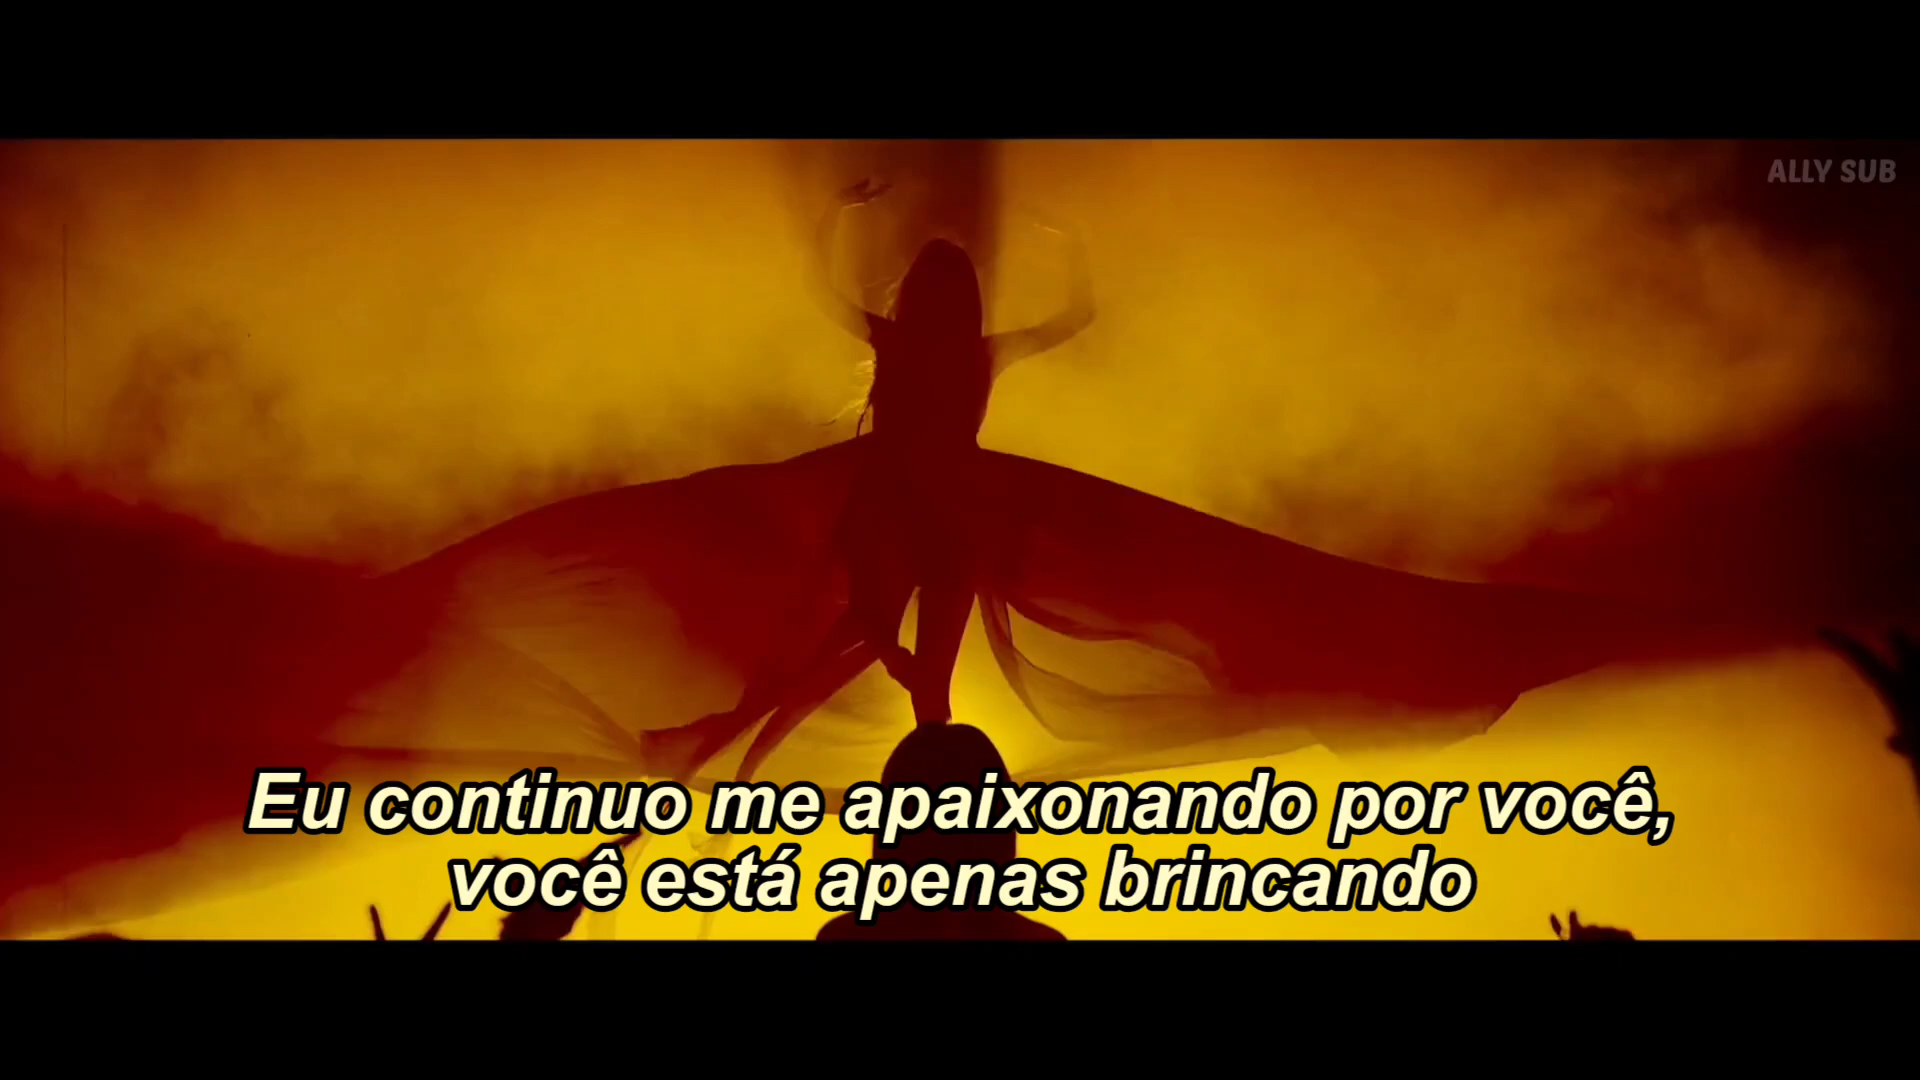 ALLY SUB
Eu continuo me apaixonando por você,
você está apenas brincando